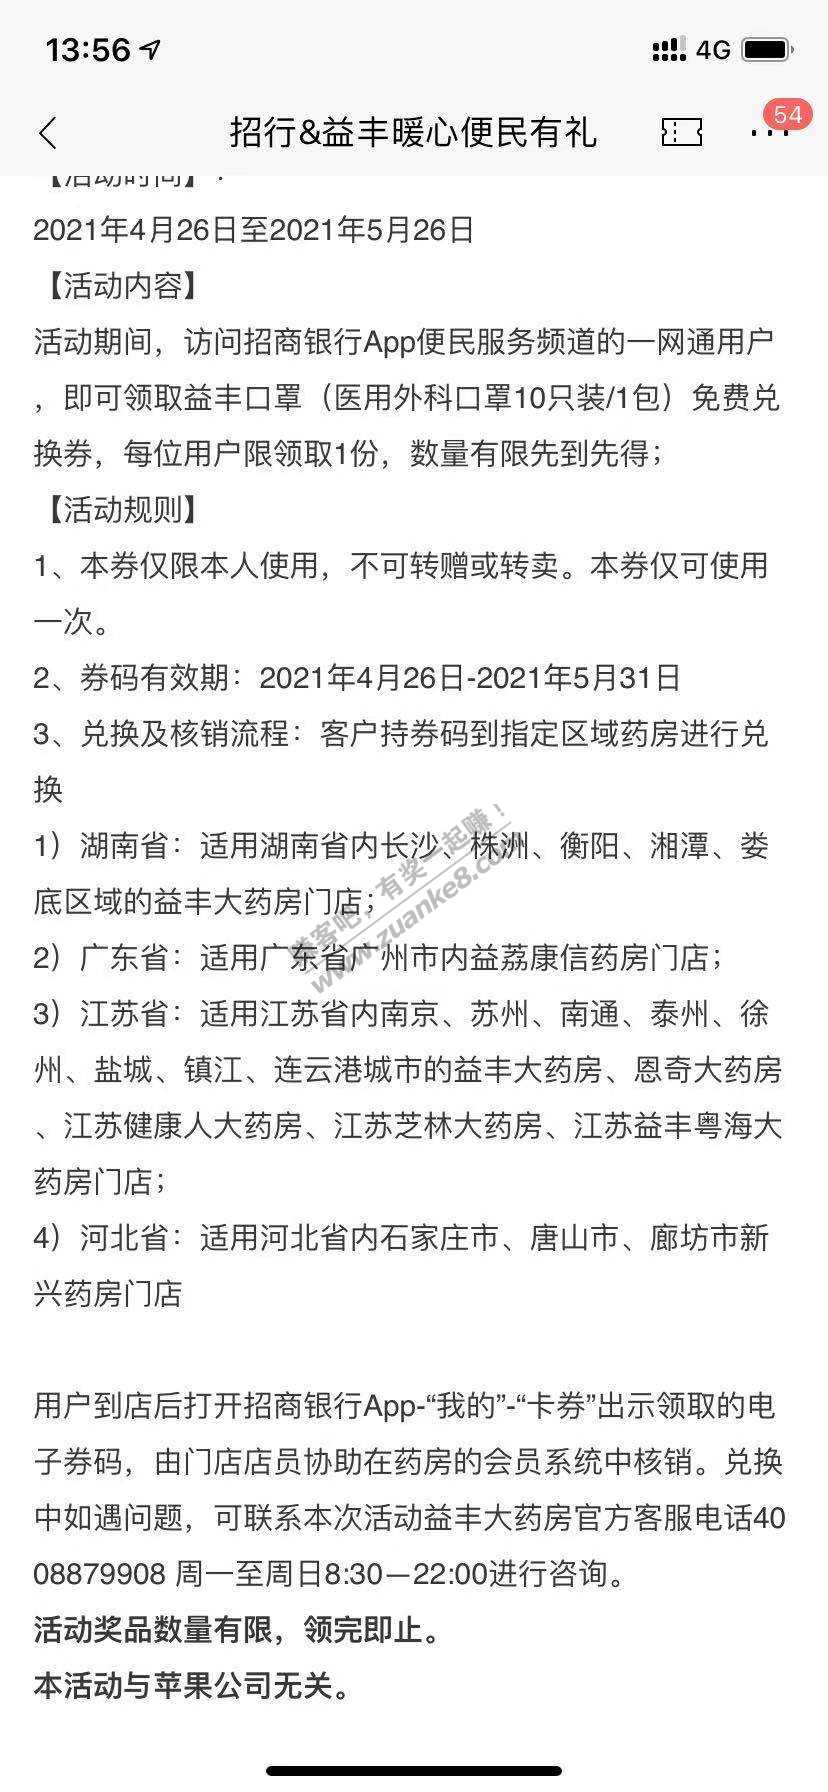 13:56
4G
招行&益丰暖心便民有礼
54
【活动时间】：
2021年4月26日至2021年5月26日
【活动内容】
活动期间，访问招商银行App便民服务频道的一网通用户
，即可领取益丰口罩（医用外科口罩10只装/1包）免费兑
换券，每位用户限领取1份，数量有限先到先得；
【活动规则】
1、本券仅限本人使用，不可转赠或转卖。本券仅可使用
一次。
2、券码有效期：2021年4月26日-2021年5月31日
3、兑换及核销流程：客户持券码到指定区域药房进行兑
换
1）湖南省：适用湖南省内长沙、株洲、衡阳、湘潭、娄
底区域的益丰大药房门店；
2）广东省：适用广东省广州市内益荔康信药房门店；
3）江苏省：适用江苏省内南京、苏州、南通、泰州、徐
州、盐城、镇江、连云港城市的益丰大药房、恩奇大药房
、江苏健康人大药房、江苏芝林大药房、江苏益丰粤海大
药房门店；
4）河北省：适用河北省内石家庄市、唐山市、廊坊市新
兴药房门店
用户到店后打开招商银行App-“我的”-“卡券”出示领取的电
子券码，由门店店员协助在药房的会员系统中核销。兑换
中如遇问题，可联系本次活动益丰大药房官方客服电话40
08879908 周一至周日8:30—22:00进行咨询。
活动奖品数量有限，领完即止。
本活动与苹果公司无关。
赚客吧，有奖一起赚！
www.zuanke8.com